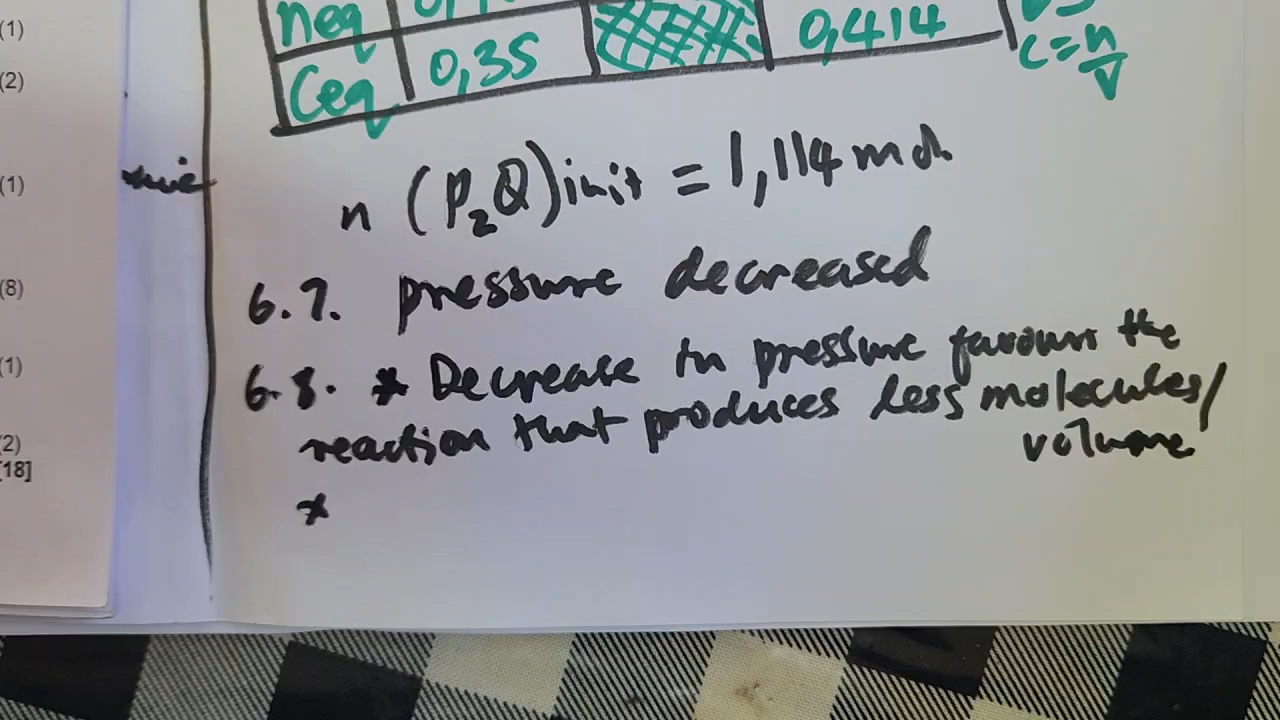 (1)
(2)
(1)
(8)
(1)
(2)
[18]
neq
Ceq 0,35 0,414
c = n/V
n (P₂Q)init = 1,114 mol
6.7. pressure decreased
6.8. * Decrease in pressure favours the
reaction that produces less molecules/
volume
*